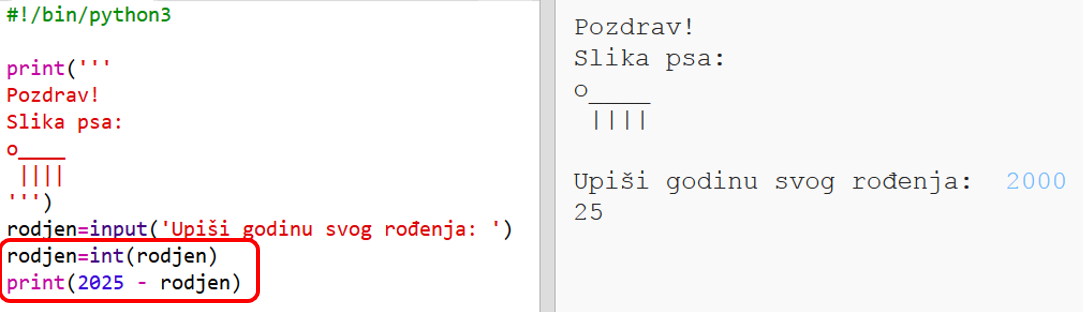 #!/bin/python3
print('''
Pozdrav!
Slika psa:
o____
 ||||
''')
rodjen=input('Upiši godinu svog rođenja: ')
rodjen=int(rodjen)
print(2025 - rodjen)
Pozdrav!
Slika psa:
o____
 ||||
Upiši godinu svog rođenja:  2000
25